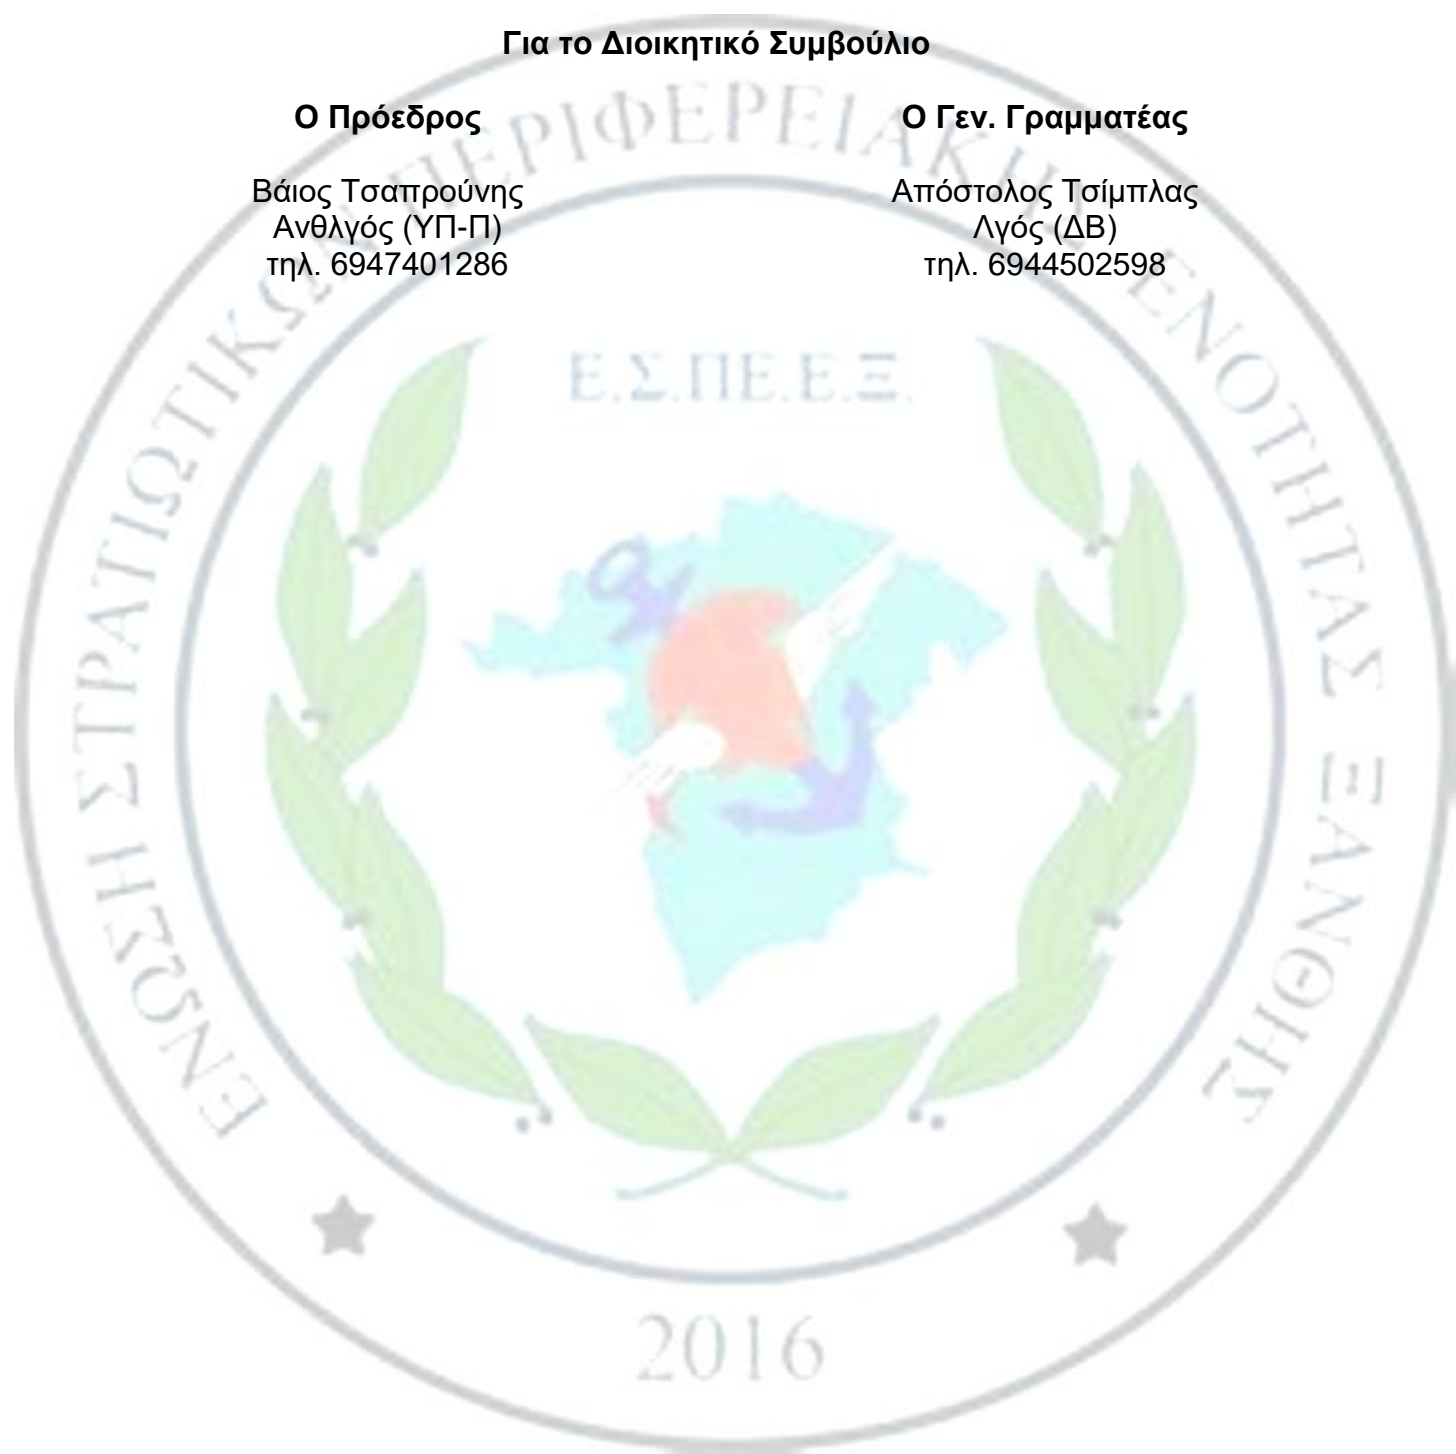 Για το Διοικητικό Συμβούλιο
Ο Πρόεδρος
Βάιος Τσαπρούνης
Ανθλγός (ΥΠ-Π)
τηλ. 6947401286
Ο Γεν. Γραμματέας
Απόστολος Τσίμπλας
Λγός (ΔΒ)
τηλ. 6944502598
ΕΝΩΣΗ ΣΤΡΑΤΙΩΤΙΚΩΝ ΠΕΡΙΦΕΡΕΙΑΚΗΣ ΕΝΟΤΗΤΑΣ ΞΑΝΘΗΣ
Ε.Σ.ΠΕ.Ε.Ξ.
2016